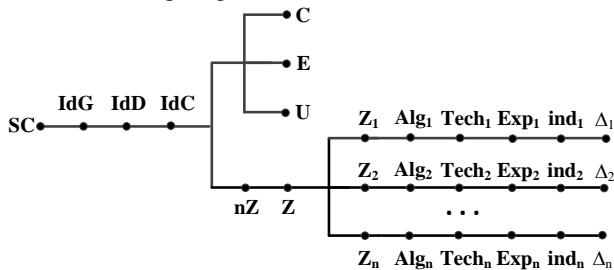 C
E
IdG IdD IdC
U
SC
Z₁ Alg₁ Tech₁ Exp₁ ind₁ Δ₁
Z₂ Alg₂ Tech₂ Exp₂ ind₂ Δ₂
nZ Z
. . .
Zₙ Algₙ Techₙ Expₙ indₙ Δₙ